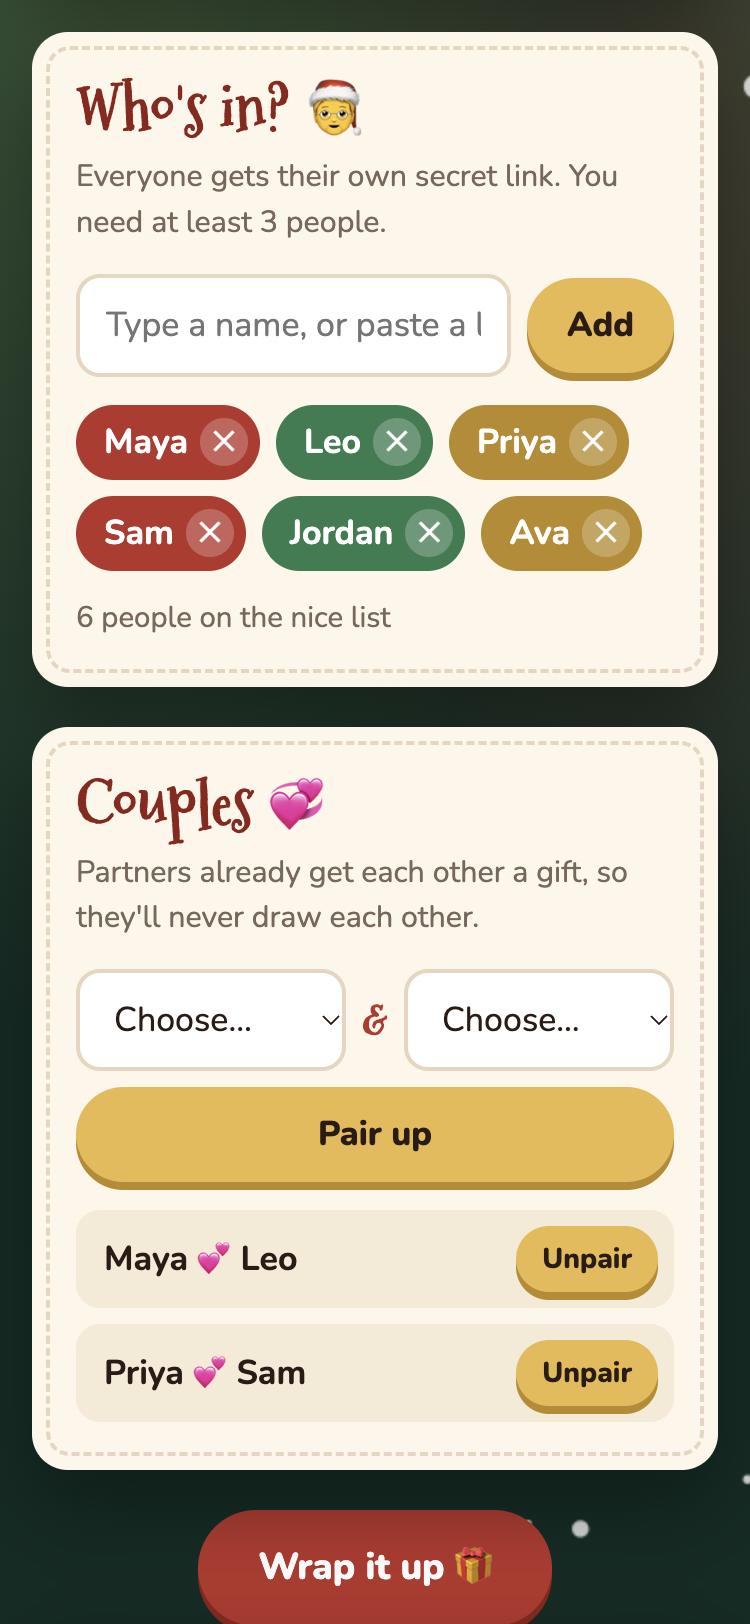 Who's in? 🧑‍🎄
Everyone gets their own secret link. You
need at least 3 people.
Type a name, or paste a l
Add
Maya ✕ Leo ✕ Priya ✕
Sam ✕ Jordan ✕ Ava ✕
6 people on the nice list
Couples 💞
Partners already get each other a gift, so
they'll never draw each other.
Choose... & Choose...
Pair up
Maya 💕 Leo Unpair
Priya 💕 Sam Unpair
Wrap it up 🎁